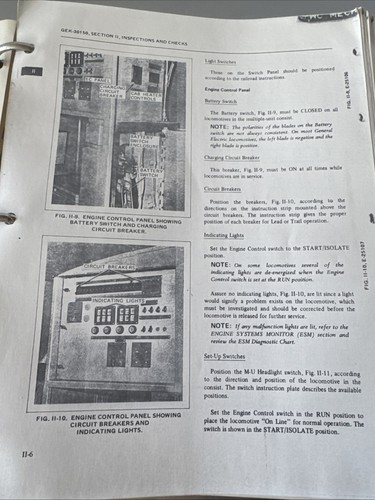 GEK-30150, SECTION II, INSPECTIONS AND CHECKS
II
PANEL
CHARGING
CIRCUIT
BREAKER
CAB HEATER
CONTROLS
BATTERY
SWITCH
ENCLOSURE
BATTERY
SWITCH
FIG. II-9. ENGINE CONTROL PANEL SHOWING
BATTERY SWITCH AND CHARGING
CIRCUIT BREAKER.
CIRCUIT BREAKERS
INDICATING LIGHTS
FIG. II-10. ENGINE CONTROL PANEL SHOWING
CIRCUIT BREAKERS AND
INDICATING LIGHTS.
II-6
Light Switches
Those on the Switch Panel should be positioned
according to the railroad instructions.
Engine Control Panel
Battery Switch
The Battery switch, Fig. II-9, must be CLOSED on all
locomotives in the multiple-unit consist.
NOTE: The polarities of the blades on the Battery
switch are not always consistent. On most General
Electric locomotives, the left blade is negative and the
right blade is positive.
Charging Circuit Breaker
This breaker, Fig. II-9, must be ON at all times while
locomotives are in service.
Circuit Breakers
Position the breakers, Fig. II-10, according to the
directions on the instruction strip mounted above the
circuit breakers. The instruction strip gives the proper
position of each breaker for Lead or Trail operation.
Indicating Lights
Set the Engine Control switch to the START/ISOLATE
position.
NOTE: On some locomotives several of the
indicating lights are de-energized when the Engine
Control switch is set at the RUN position.
Assure no indicating lights, Fig. II-10, are lit since a light
would signify a problem exists on the locomotive, which
must be investigated and should be corrected before the
locomotive is released for further service.
NOTE: If any malfunction lights are lit, refer to the
ENGINE SYSTEMS MONITOR (ESM) section and
review the ESM Diagnostic Chart.
Set-Up Switches
Position the M-U Headlight switch, Fig. II-11, according
to the direction and position of the locomotive in the
consist. The switch instruction plate describes the available
positions.
Set the Engine Control switch in the RUN position to
place the locomotive "On Line" for normal operation. The
switch is shown in the START/ISOLATE position.
FIG. II-10, E-25107